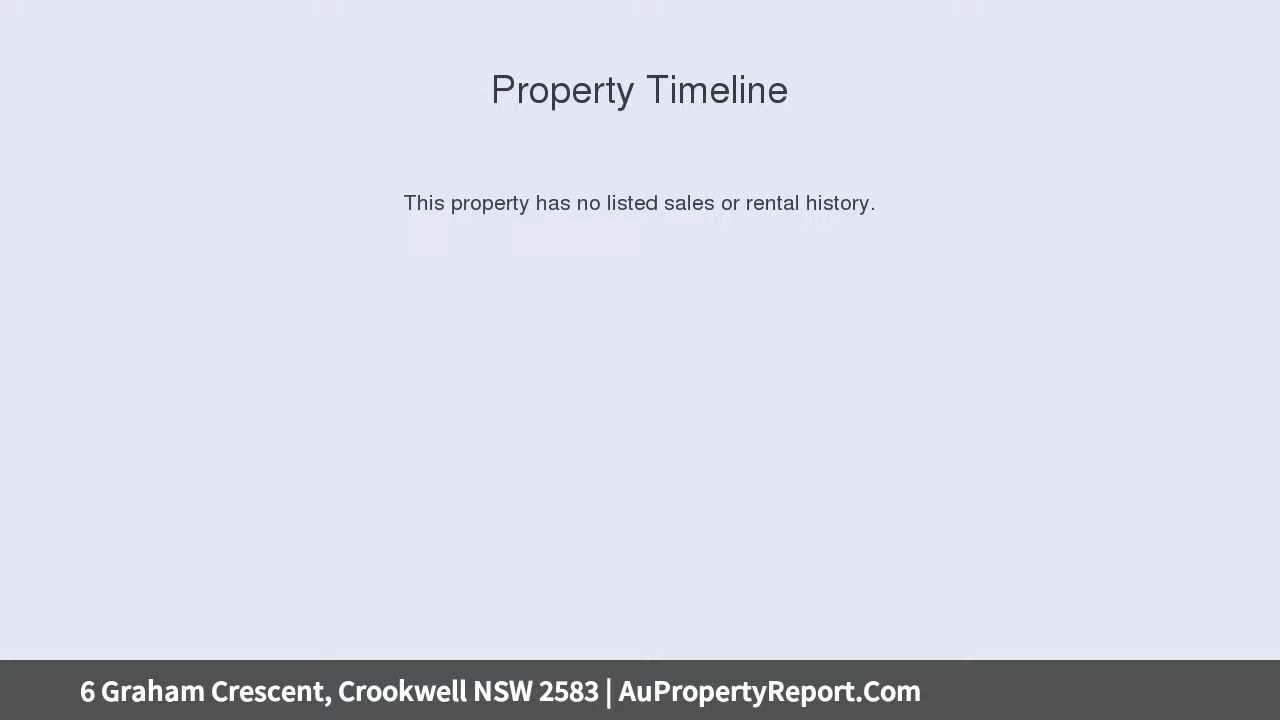 Property Timeline
This property has no listed sales or rental history.
6 Graham Crescent, Crookwell NSW 2583 | AuPropertyReport.Com